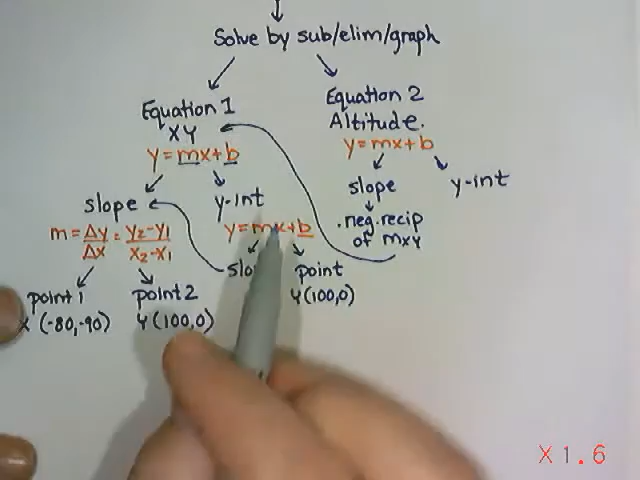 Solve by sub/elim/graph
Equation 1
XY
y=mx+b
Equation 2
Altitude.
y=mx+b
slope
m=Δy/Δx=y₂-y₁/x₂-x₁
y-int
y=mx+b
slope
.neg.recip
of mxy
y-int
point 1
X (-80,-90)
point 2
Y (100,0)
point
Y (100,0)
X1.6